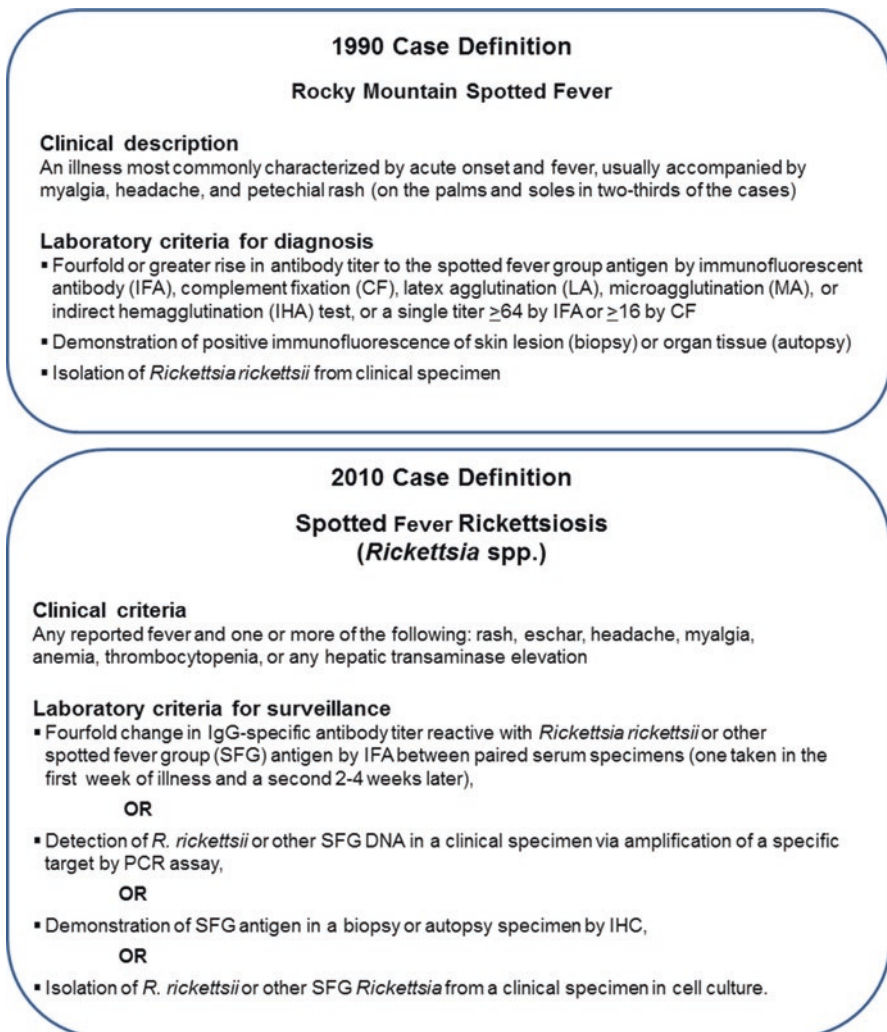 1990 Case Definition
Rocky Mountain Spotted Fever
Clinical description
An illness most commonly characterized by acute onset and fever, usually accompanied by
myalgia, headache, and petechial rash (on the palms and soles in two-thirds of the cases)
Laboratory criteria for diagnosis
▪ Fourfold or greater rise in antibody titer to the spotted fever group antigen by immunofluorescent
antibody (IFA), complement fixation (CF), latex agglutination (LA), microagglutination (MA), or
indirect hemagglutination (IHA) test, or a single titer ≥64 by IFA or ≥16 by CF
▪ Demonstration of positive immunofluorescence of skin lesion (biopsy) or organ tissue (autopsy)
▪ Isolation of Rickettsia rickettsii from clinical specimen
2010 Case Definition
Spotted Fever Rickettsiosis
(Rickettsia spp.)
Clinical criteria
Any reported fever and one or more of the following: rash, eschar, headache, myalgia,
anemia, thrombocytopenia, or any hepatic transaminase elevation
Laboratory criteria for surveillance
▪ Fourfold change in IgG-specific antibody titer reactive with Rickettsia rickettsii or other
spotted fever group (SFG) antigen by IFA between paired serum specimens (one taken in the
first week of illness and a second 2-4 weeks later),
OR
▪ Detection of R. rickettsii or other SFG DNA in a clinical specimen via amplification of a specific
target by PCR assay,
OR
▪ Demonstration of SFG antigen in a biopsy or autopsy specimen by IHC,
OR
▪ Isolation of R. rickettsii or other SFG Rickettsia from a clinical specimen in cell culture.